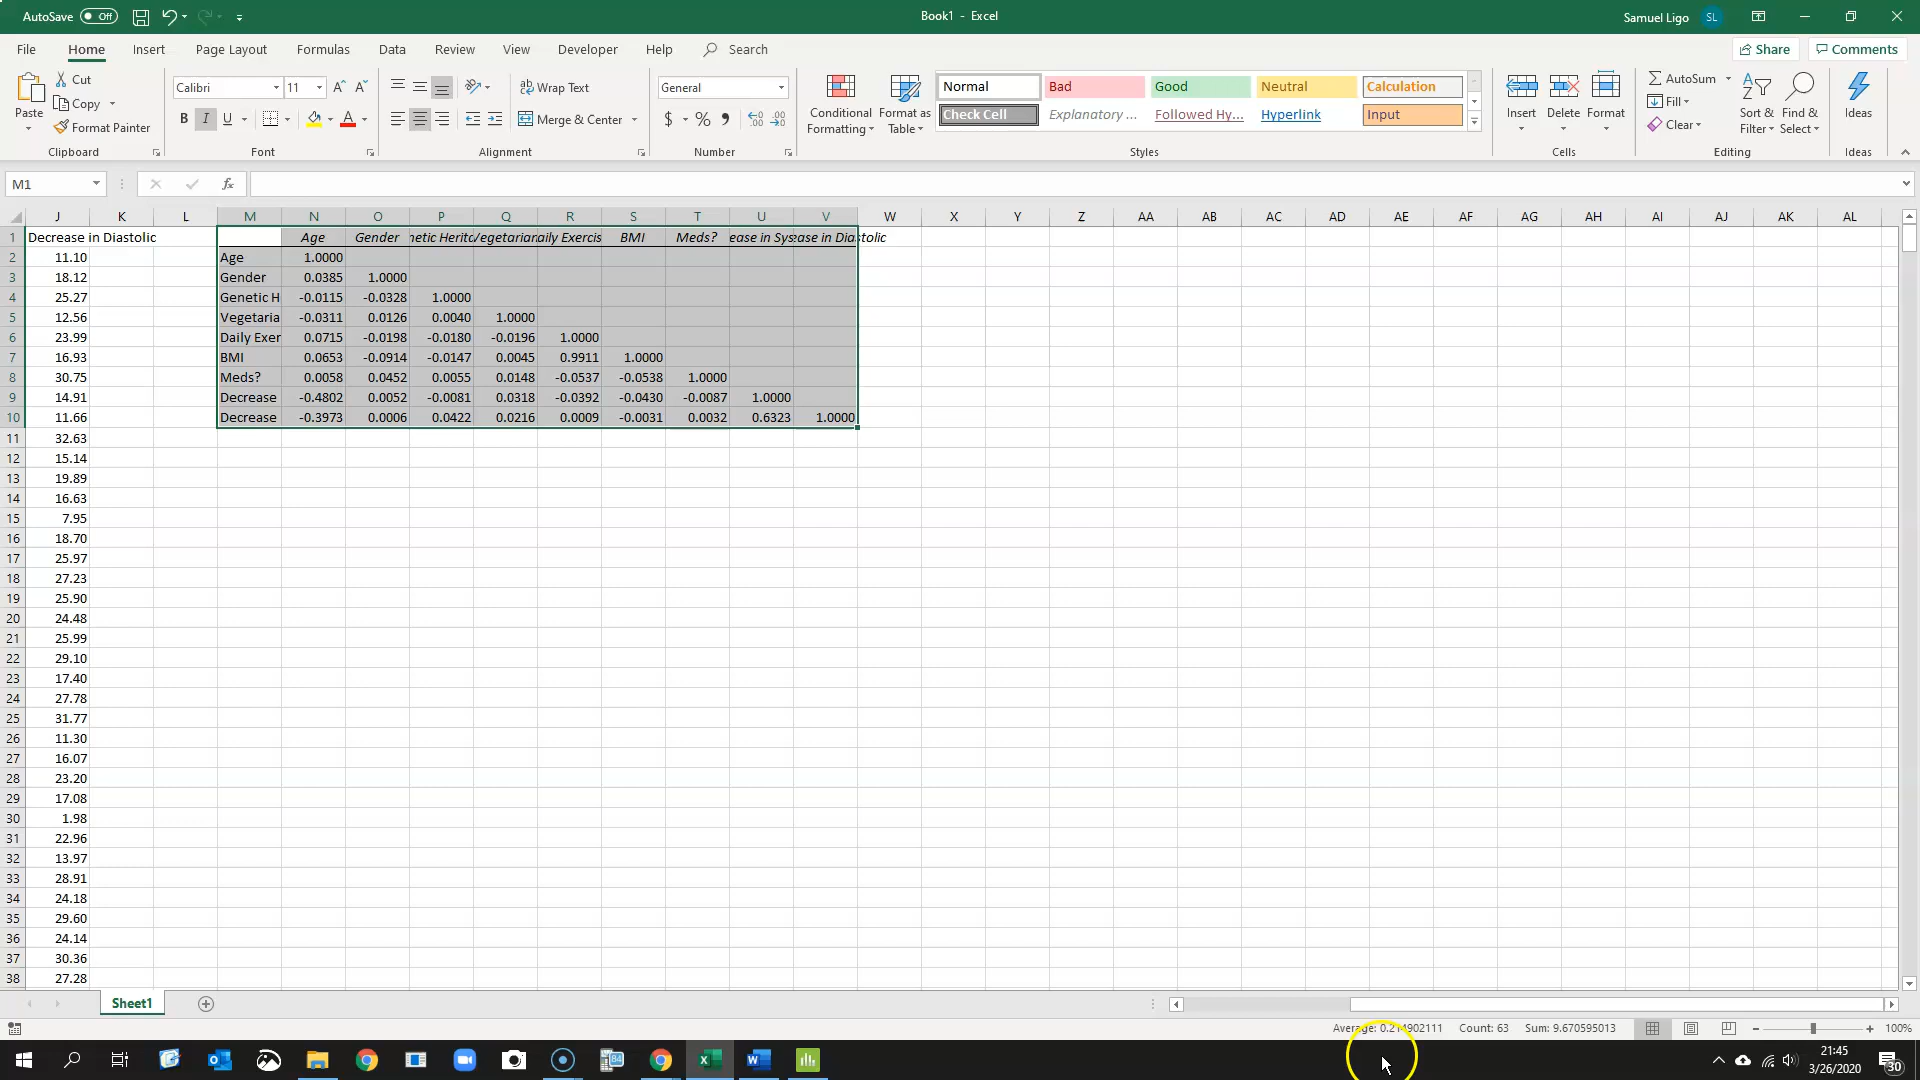 AutoSave Off
Book1 - Excel
Samuel Ligo SL
File Home Insert Page Layout Formulas Data Review View Developer Help Search
Share Comments
Paste
Cut
Copy
Format Painter
Clipboard
Calibri 11
B I U
Font
Wrap Text
Merge & Center
Alignment
General
$ % 9
Number
Conditional Formatting
Format as Table
Normal Bad Good Neutral Calculation
Check Cell Explanatory ... Followed Hy... Hyperlink Input
Styles
Insert Delete Format
Cells
AutoSum
Fill
Clear
Sort & Filter
Find & Select
Editing
Ideas
Ideas
M1 fx
J K L M N O P Q R S T U V W X Y Z AA AB AC AD AE AF AG AH AI AJ AK AL
1 Decrease in Diastolic Age Gender netic Herita Vegetarian aily Exercis BMI Meds? ease in Sys ease in Diastolic
2 11.10 Age 1.0000
3 18.12 Gender 0.0385 1.0000
4 25.27 Genetic H -0.0115 -0.0328 1.0000
5 12.56 Vegetaria -0.0311 0.0126 0.0040 1.0000
6 23.99 Daily Exer 0.0715 -0.0198 -0.0180 -0.0196 1.0000
7 16.93 BMI 0.0653 -0.0914 -0.0147 0.0045 0.9911 1.0000
8 30.75 Meds? 0.0058 0.0452 0.0055 0.0148 -0.0537 -0.0538 1.0000
9 14.91 Decrease -0.4802 0.0052 -0.0081 0.0318 -0.0392 -0.0430 -0.0087 1.0000
10 11.66 Decrease -0.3973 0.0006 0.0422 0.0216 0.0009 -0.0031 0.0032 0.6323 1.0000
11 32.63
12 15.14
13 19.89
14 16.63
15 7.95
16 18.70
17 25.97
18 27.23
19 25.90
20 24.48
21 25.99
22 29.10
23 17.40
24 27.78
25 31.77
26 11.30
27 16.07
28 23.20
29 17.08
30 1.98
31 22.96
32 13.97
33 28.91
34 24.18
35 29.60
36 24.14
37 30.36
38 27.28
Sheet1
Average: 0.214902111 Count: 63 Sum: 9.670595013 100%
21:45
3/26/2020
30